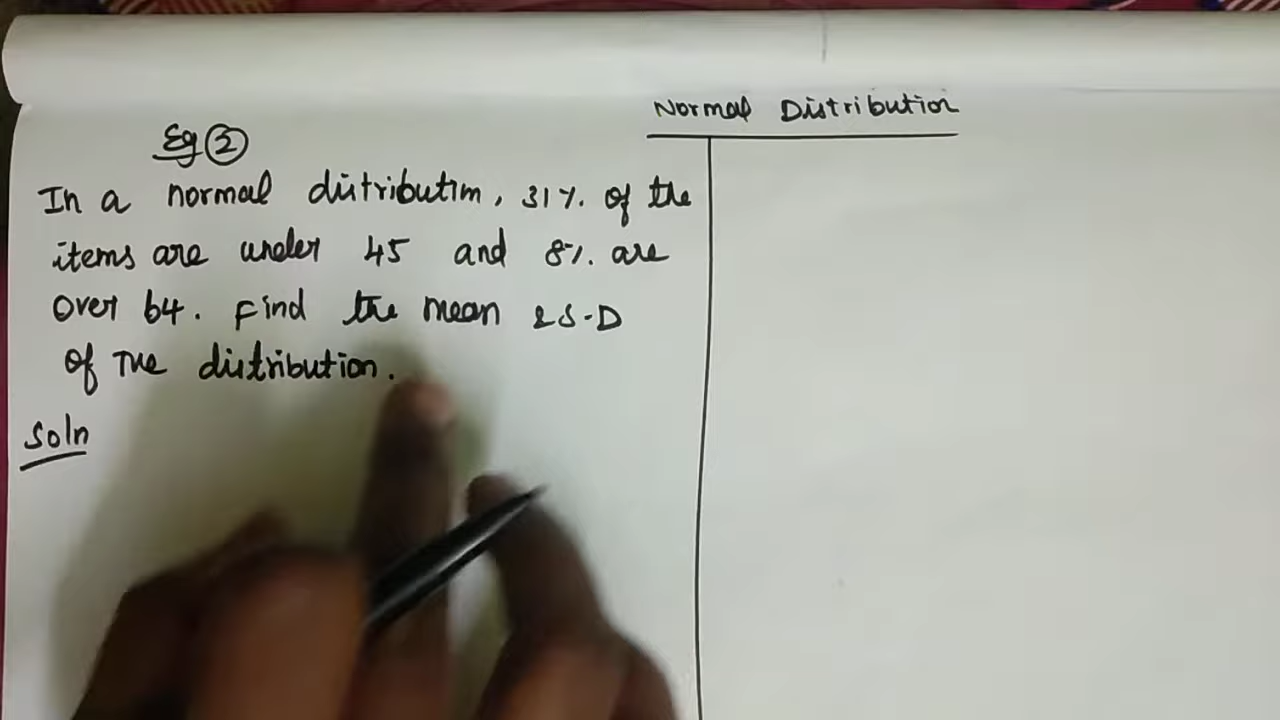 Normal Distribution
Eg ②
In a normal distribution, 31%. of the
items are under 45 and 8%. are
over 64. Find the mean & S.D
of the distribution.
Soln